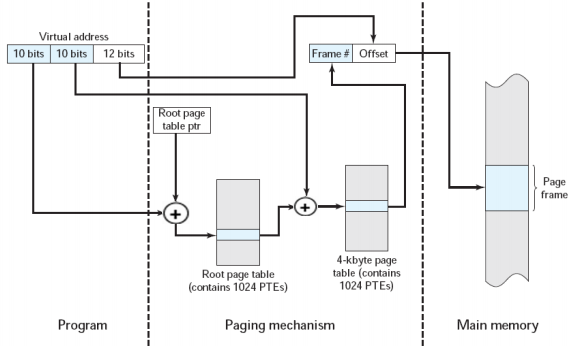 Virtual address
10 bits 10 bits 12 bits
Frame # Offset
Root page
table ptr
+
+
Page
frame
Root page table
(contains 1024 PTEs)
4-kbyte page
table (contains
1024 PTEs)
Program
Paging mechanism
Main memory